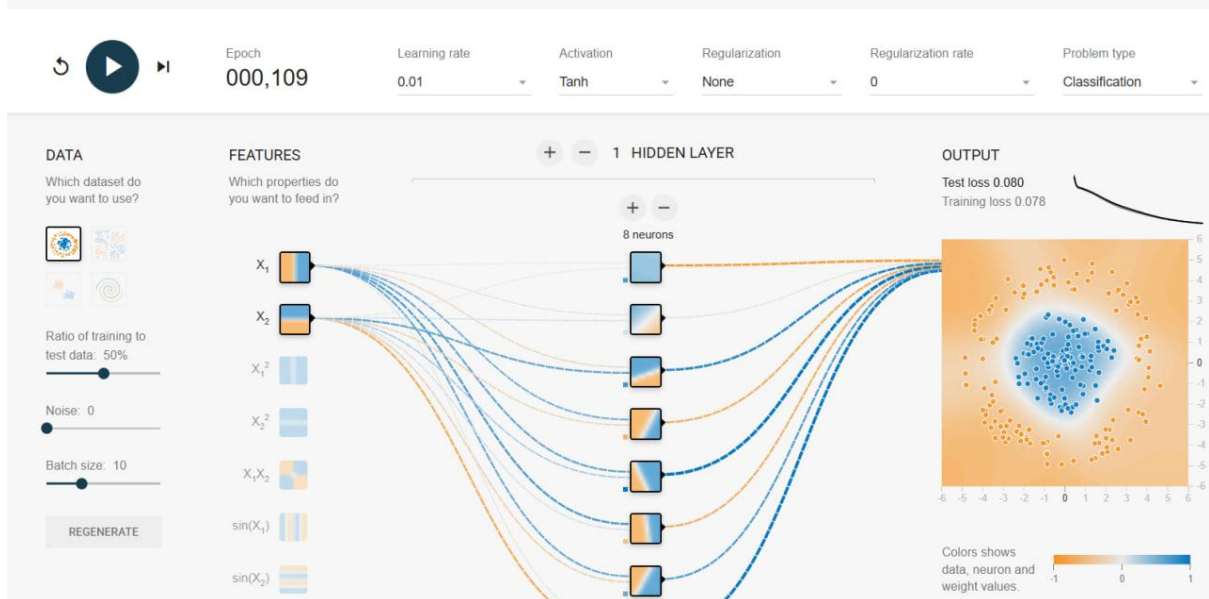 Epoch
000,109
Learning rate
0.01
Activation
Tanh
Regularization
None
Regularization rate
0
Problem type
Classification
DATA
Which dataset do
you want to use?
Ratio of training to
test data: 50%
Noise: 0
Batch size: 10
REGENERATE
FEATURES
Which properties do
you want to feed in?
X₁
X₂
X₁²
X₂²
X₁X₂
sin(X₁)
sin(X₂)
1 HIDDEN LAYER
8 neurons
OUTPUT
Test loss 0.080
Training loss 0.078
6
5
4
3
2
1
0
-1
-2
-3
-4
-5
-6
-6 -5 -4 -3 -2 -1 0 1 2 3 4 5 6
Colors shows
data, neuron and
weight values.
-1 0 1